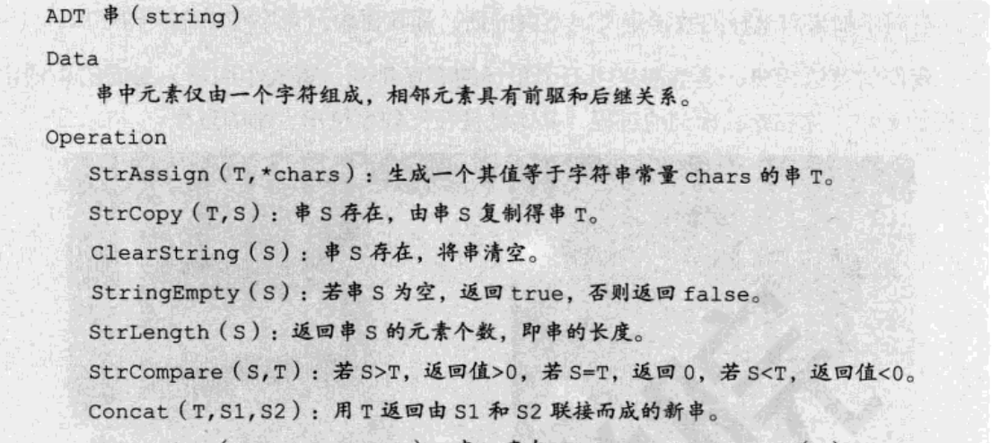 ADT 串(string)
Data
串中元素仅由一个字符组成，相邻元素具有前驱和后继关系。
Operation
StrAssign(T,*chars)：生成一个其值等于字符串常量 chars 的串 T。
StrCopy(T,S)：串 S 存在，由串 S 复制得串 T。
ClearString(S)：串 S 存在，将串清空。
StringEmpty(S)：若串 S 为空，返回 true，否则返回 false。
StrLength(S)：返回串 S 的元素个数，即串的长度。
StrCompare(S,T)：若 S>T，返回值>0，若 S=T，返回 0，若 S<T，返回值<0。
Concat(T,S1,S2)：用 T 返回由 S1 和 S2 联接而成的新串。